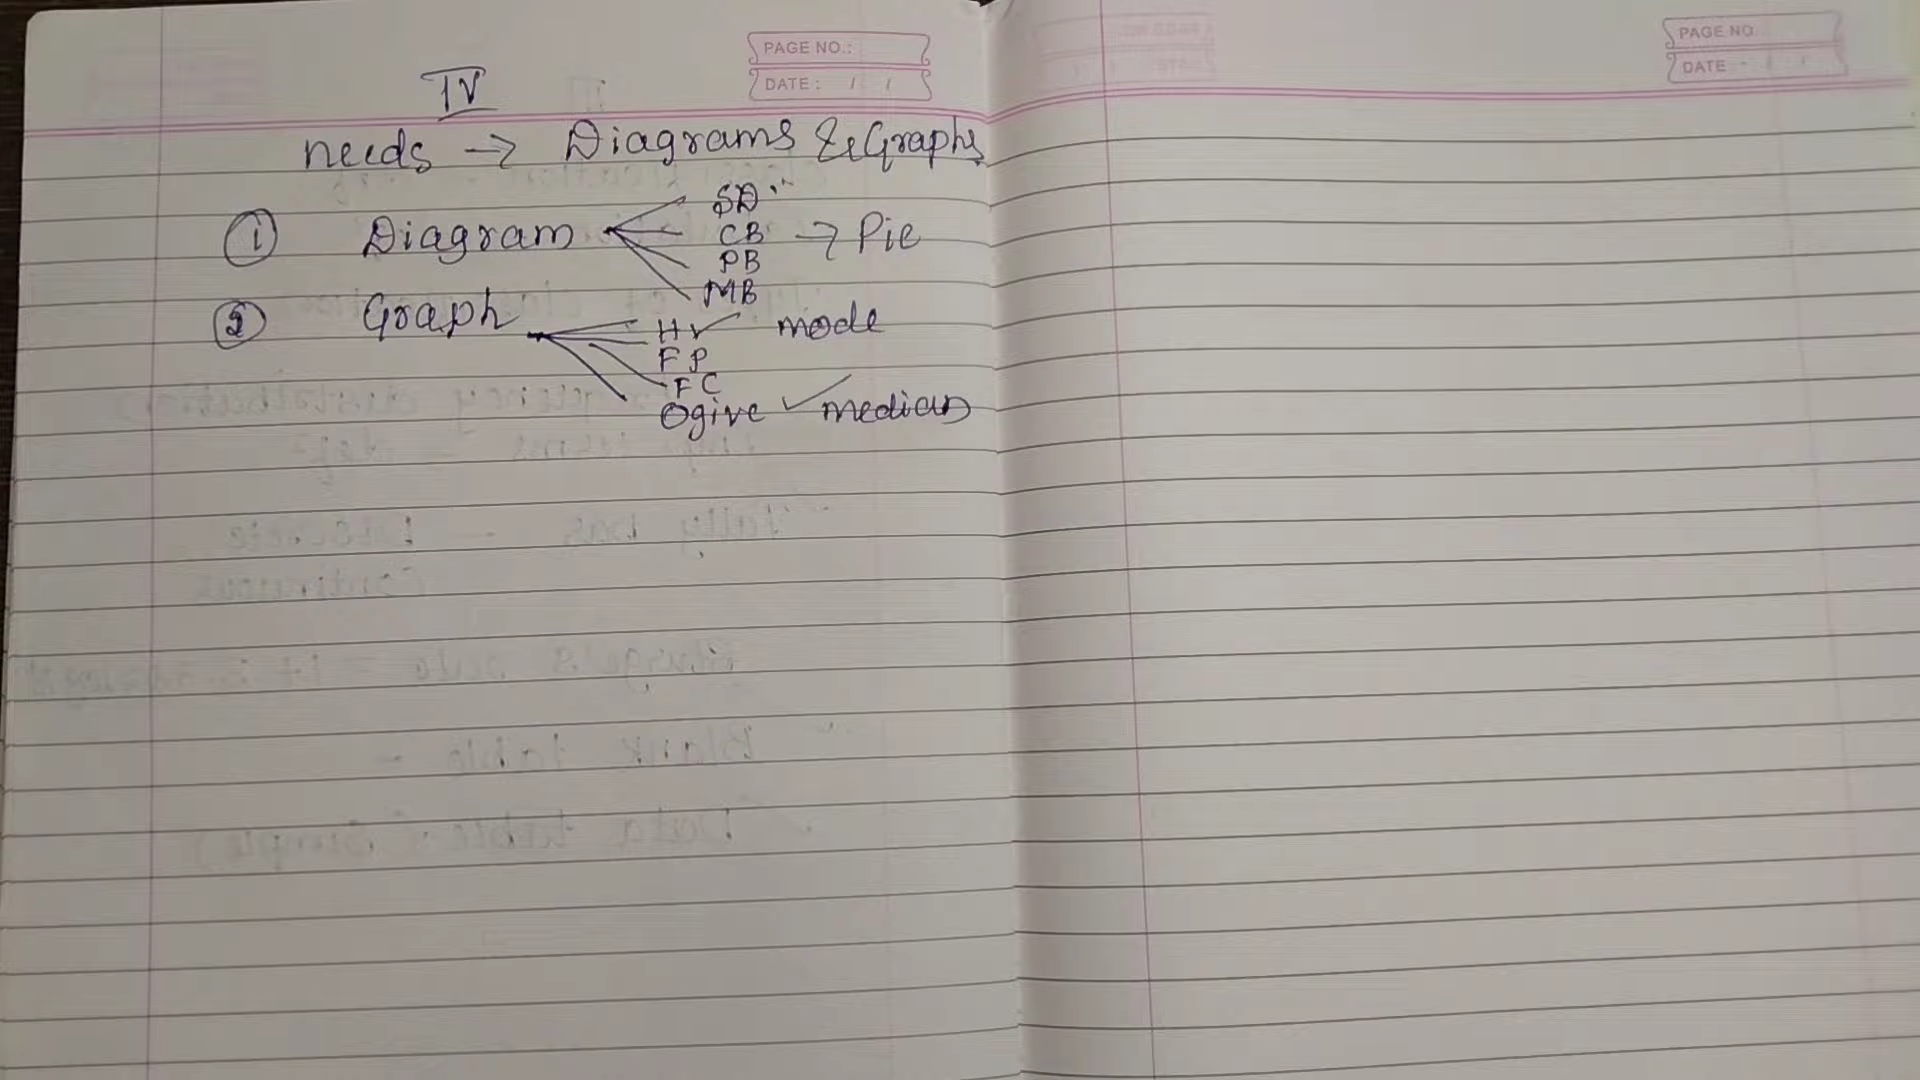 PAGE NO.:
DATE: / /
IV
needs → Diagrams & Graphs
① Diagram
SD
CB → Pie
PB
MB
② Graph
H ✓ mode
FP
FC
Ogive ✓ median
PAGE NO
DATE